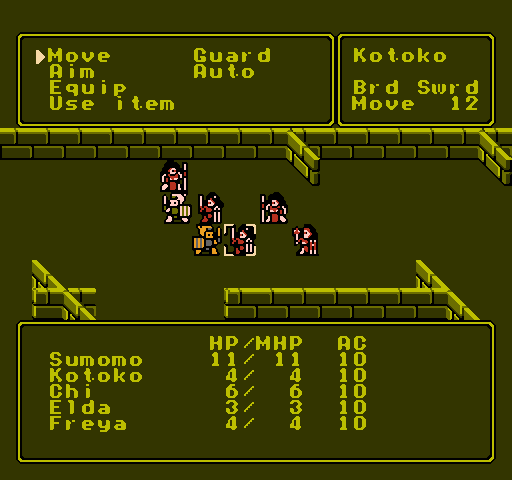 Move Guard
Aim Auto
Equip
Use item
Kotoko
Brd Swrd
Move 12
HP/MHP AC
Sumomo 11/ 11 10
Kotoko 4/ 4 10
Chi 6/ 6 10
Elda 3/ 3 10
Freya 4/ 4 10